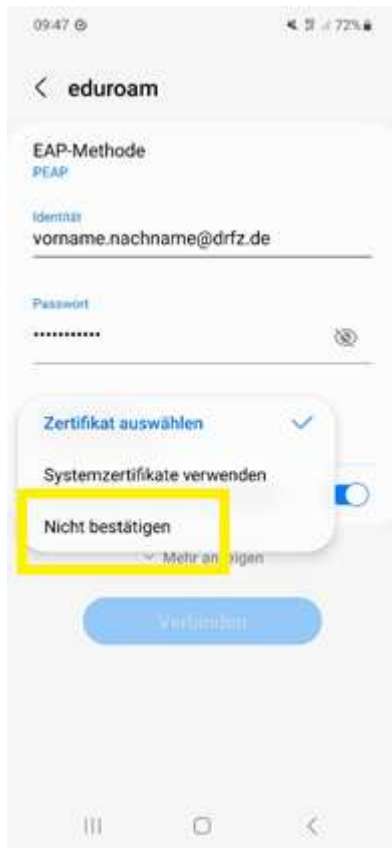 09:47
72%
eduroam
EAP-Methode
PEAP
Identität
vorname.nachname@drfz.de
Passwort
•••••••••••
Zertifikat auswählen
Systemzertifikate verwenden
Nicht bestätigen
Mehr anzeigen
Verbinden